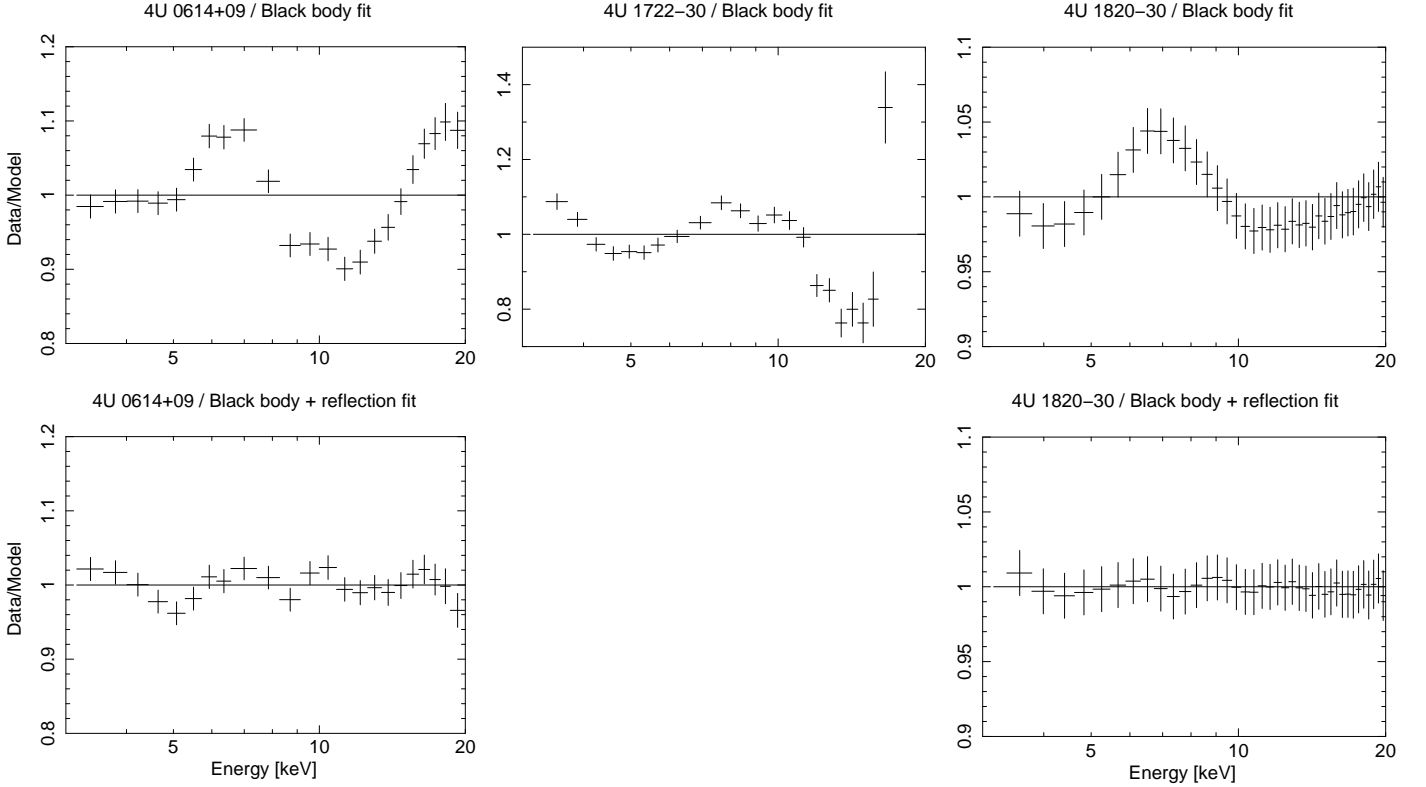 4U 0614+09 / Black body fit
4U 1722−30 / Black body fit
4U 1820−30 / Black body fit
Data/Model
0.8 0.9 1 1.1 1.2
5 10 20
0.8 1 1.2 1.4
5 10 20
0.9 0.95 1 1.05 1.1
5 10 20
4U 0614+09 / Black body + reflection fit
4U 1820−30 / Black body + reflection fit
Data/Model
0.8 0.9 1 1.1 1.2
5 10 20
Energy [keV]
0.9 0.95 1 1.05 1.1
5 10 20
Energy [keV]